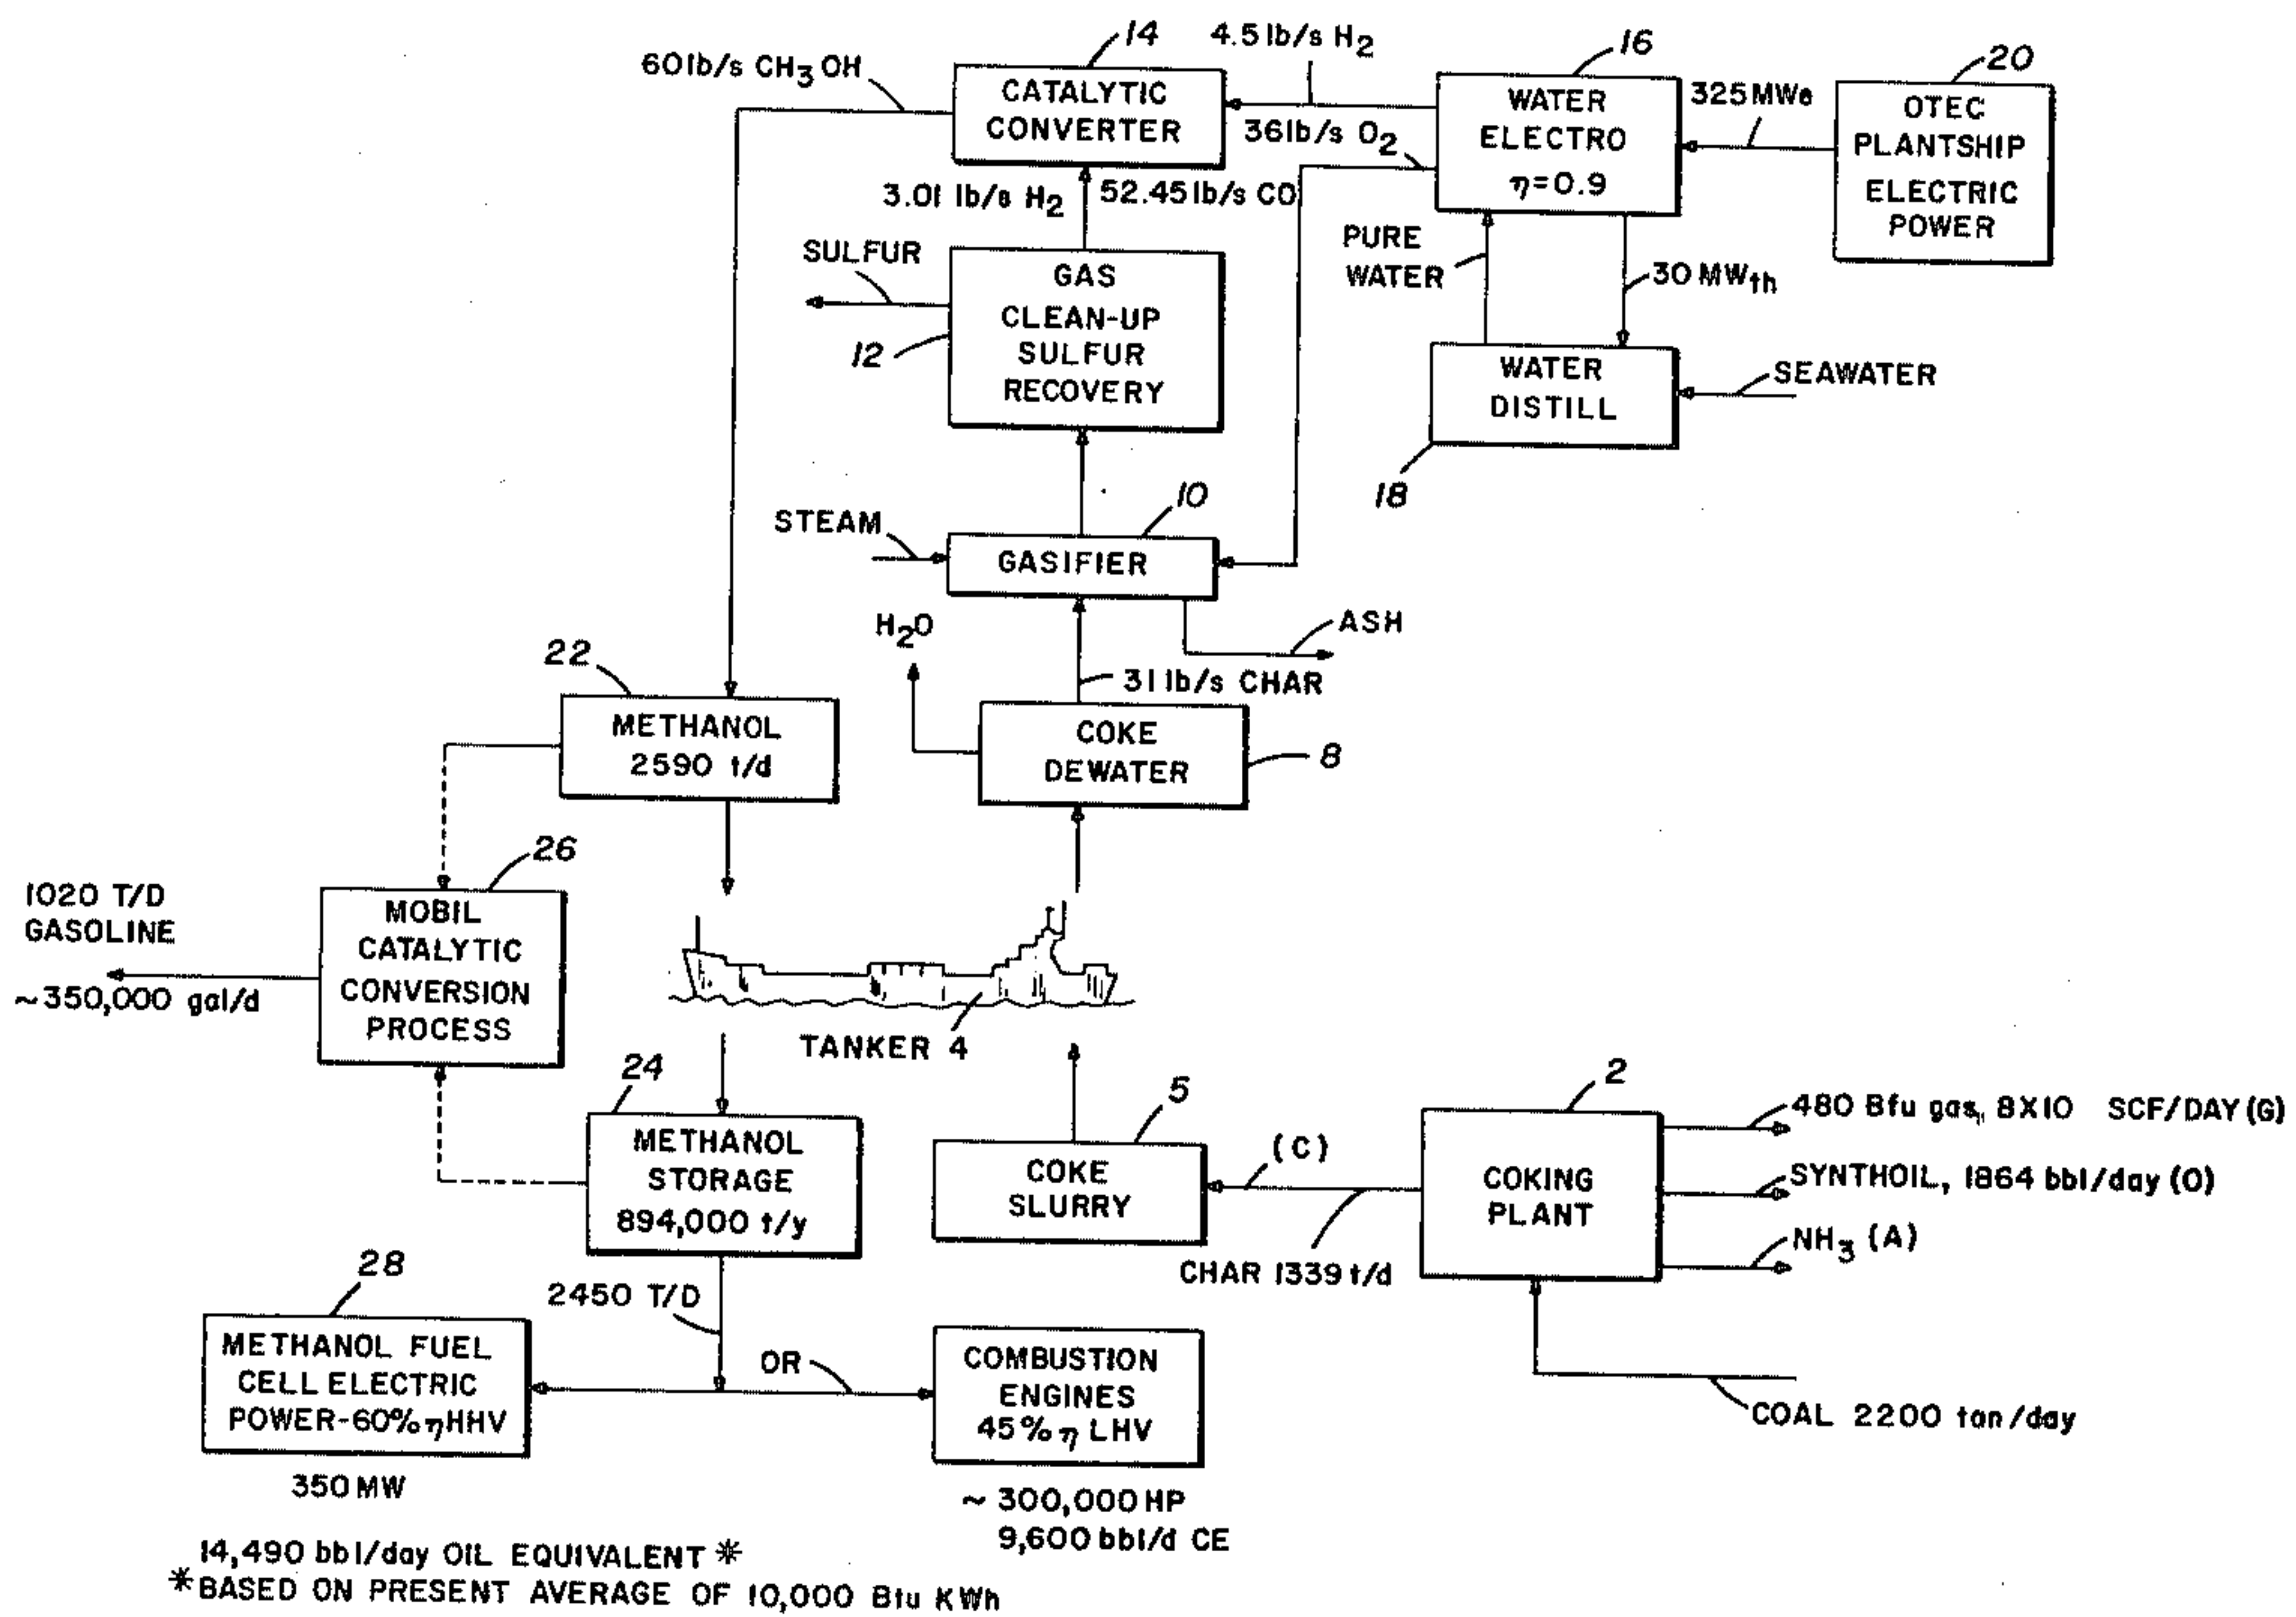 14
4.5 lb/s H2
16
20
60 lb/s CH3 OH
CATALYTIC
CONVERTER
36 lb/s O2
WATER
ELECTRO
η=0.9
325 MWe
OTEC
PLANTSHIP
ELECTRIC
POWER
3.01 lb/s H2
52.45 lb/s CO
SULFUR
GAS
CLEAN-UP
SULFUR
RECOVERY
12
PURE
WATER
30 MWth
WATER
DISTILL
SEAWATER
18
STEAM
10
GASIFIER
H2O
ASH
31 lb/s CHAR
22
METHANOL
2590 t/d
COKE
DEWATER
8
26
1020 T/D
GASOLINE
~350,000 gal/d
MOBIL
CATALYTIC
CONVERSION
PROCESS
TANKER 4
24
METHANOL
STORAGE
894,000 t/y
5
COKE
SLURRY
(C)
CHAR 1339 t/d
2
COKING
PLANT
480 Bfu gas, 8X10 SCF/DAY (G)
SYNTHOIL, 1864 bbl/day (O)
NH3 (A)
COAL 2200 tan/day
28
2450 T/D
OR
METHANOL FUEL
CELL ELECTRIC
POWER-60% η HHV
350 MW
COMBUSTION
ENGINES
45% η LHV
~ 300,000 HP
9,600 bbl/d CE
14,490 bbl/day OIL EQUIVALENT *
* BASED ON PRESENT AVERAGE OF 10,000 Btu KWh